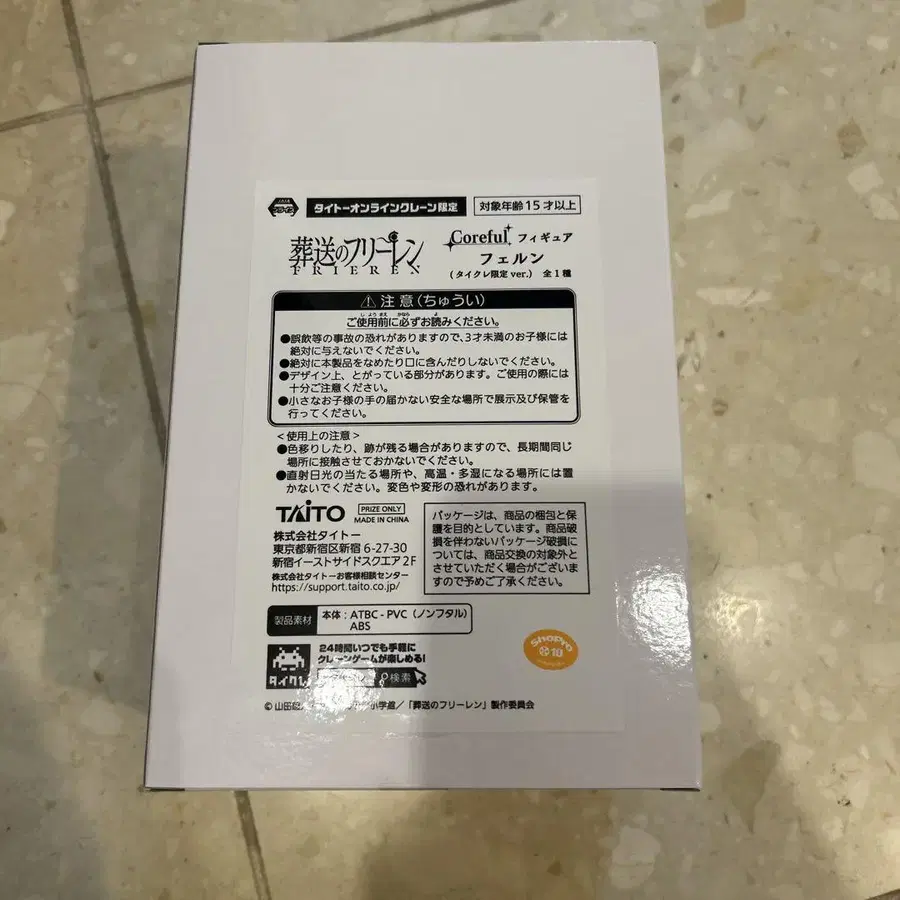 タイトーオンラインクレーン限定
対象年齢15才以上
葬送のフリーレン
FRIEREN
Coreful フィギュア
フェルン
(タイクレ限定ver.) 全1種
⚠注意(ちゅうい)
ご使用前に必ずお読みください。
●誤飲等の事故の恐れがありますので、3才未満のお子様には
絶対に与えないでください。
●絶対に本製品をなめたり口に含んだりしないでください。
●デザイン上、とがっている部分があります。ご使用の際には
十分ご注意ください。
●小さなお子様の手の届かない安全な場所で展示及び保管を
行ってください。
<使用上の注意>
●色移りしたり、跡が残る場合がありますので、長期間同じ
場所に接触させておかないでください。
●直射日光の当たる場所や、高温・多湿になる場所には置
かないでください。変色や変形の恐れがあります。
TAITO
PRIZE ONLY
MADE IN CHINA
株式会社タイトー
東京都新宿区新宿6-27-30
新宿イーストサイドスクエア2F
株式会社タイトーお客様相談センター
https://support.taito.co.jp/
パッケージは、商品の梱包と保
護を目的としています。商品破
損を伴わないパッケージ破損に
ついては、商品交換の対象外と
させていただく場合がございま
すので予めご了承ください。
製品素材
本体:ATBC-PVC(ノンフタル)
ABS
24時間いつでも手軽に
クレーンゲームが楽しめる!
タイクレ
検索
ShoPro
18
©山田 小学館/「葬送のフリーレン」製作委員会